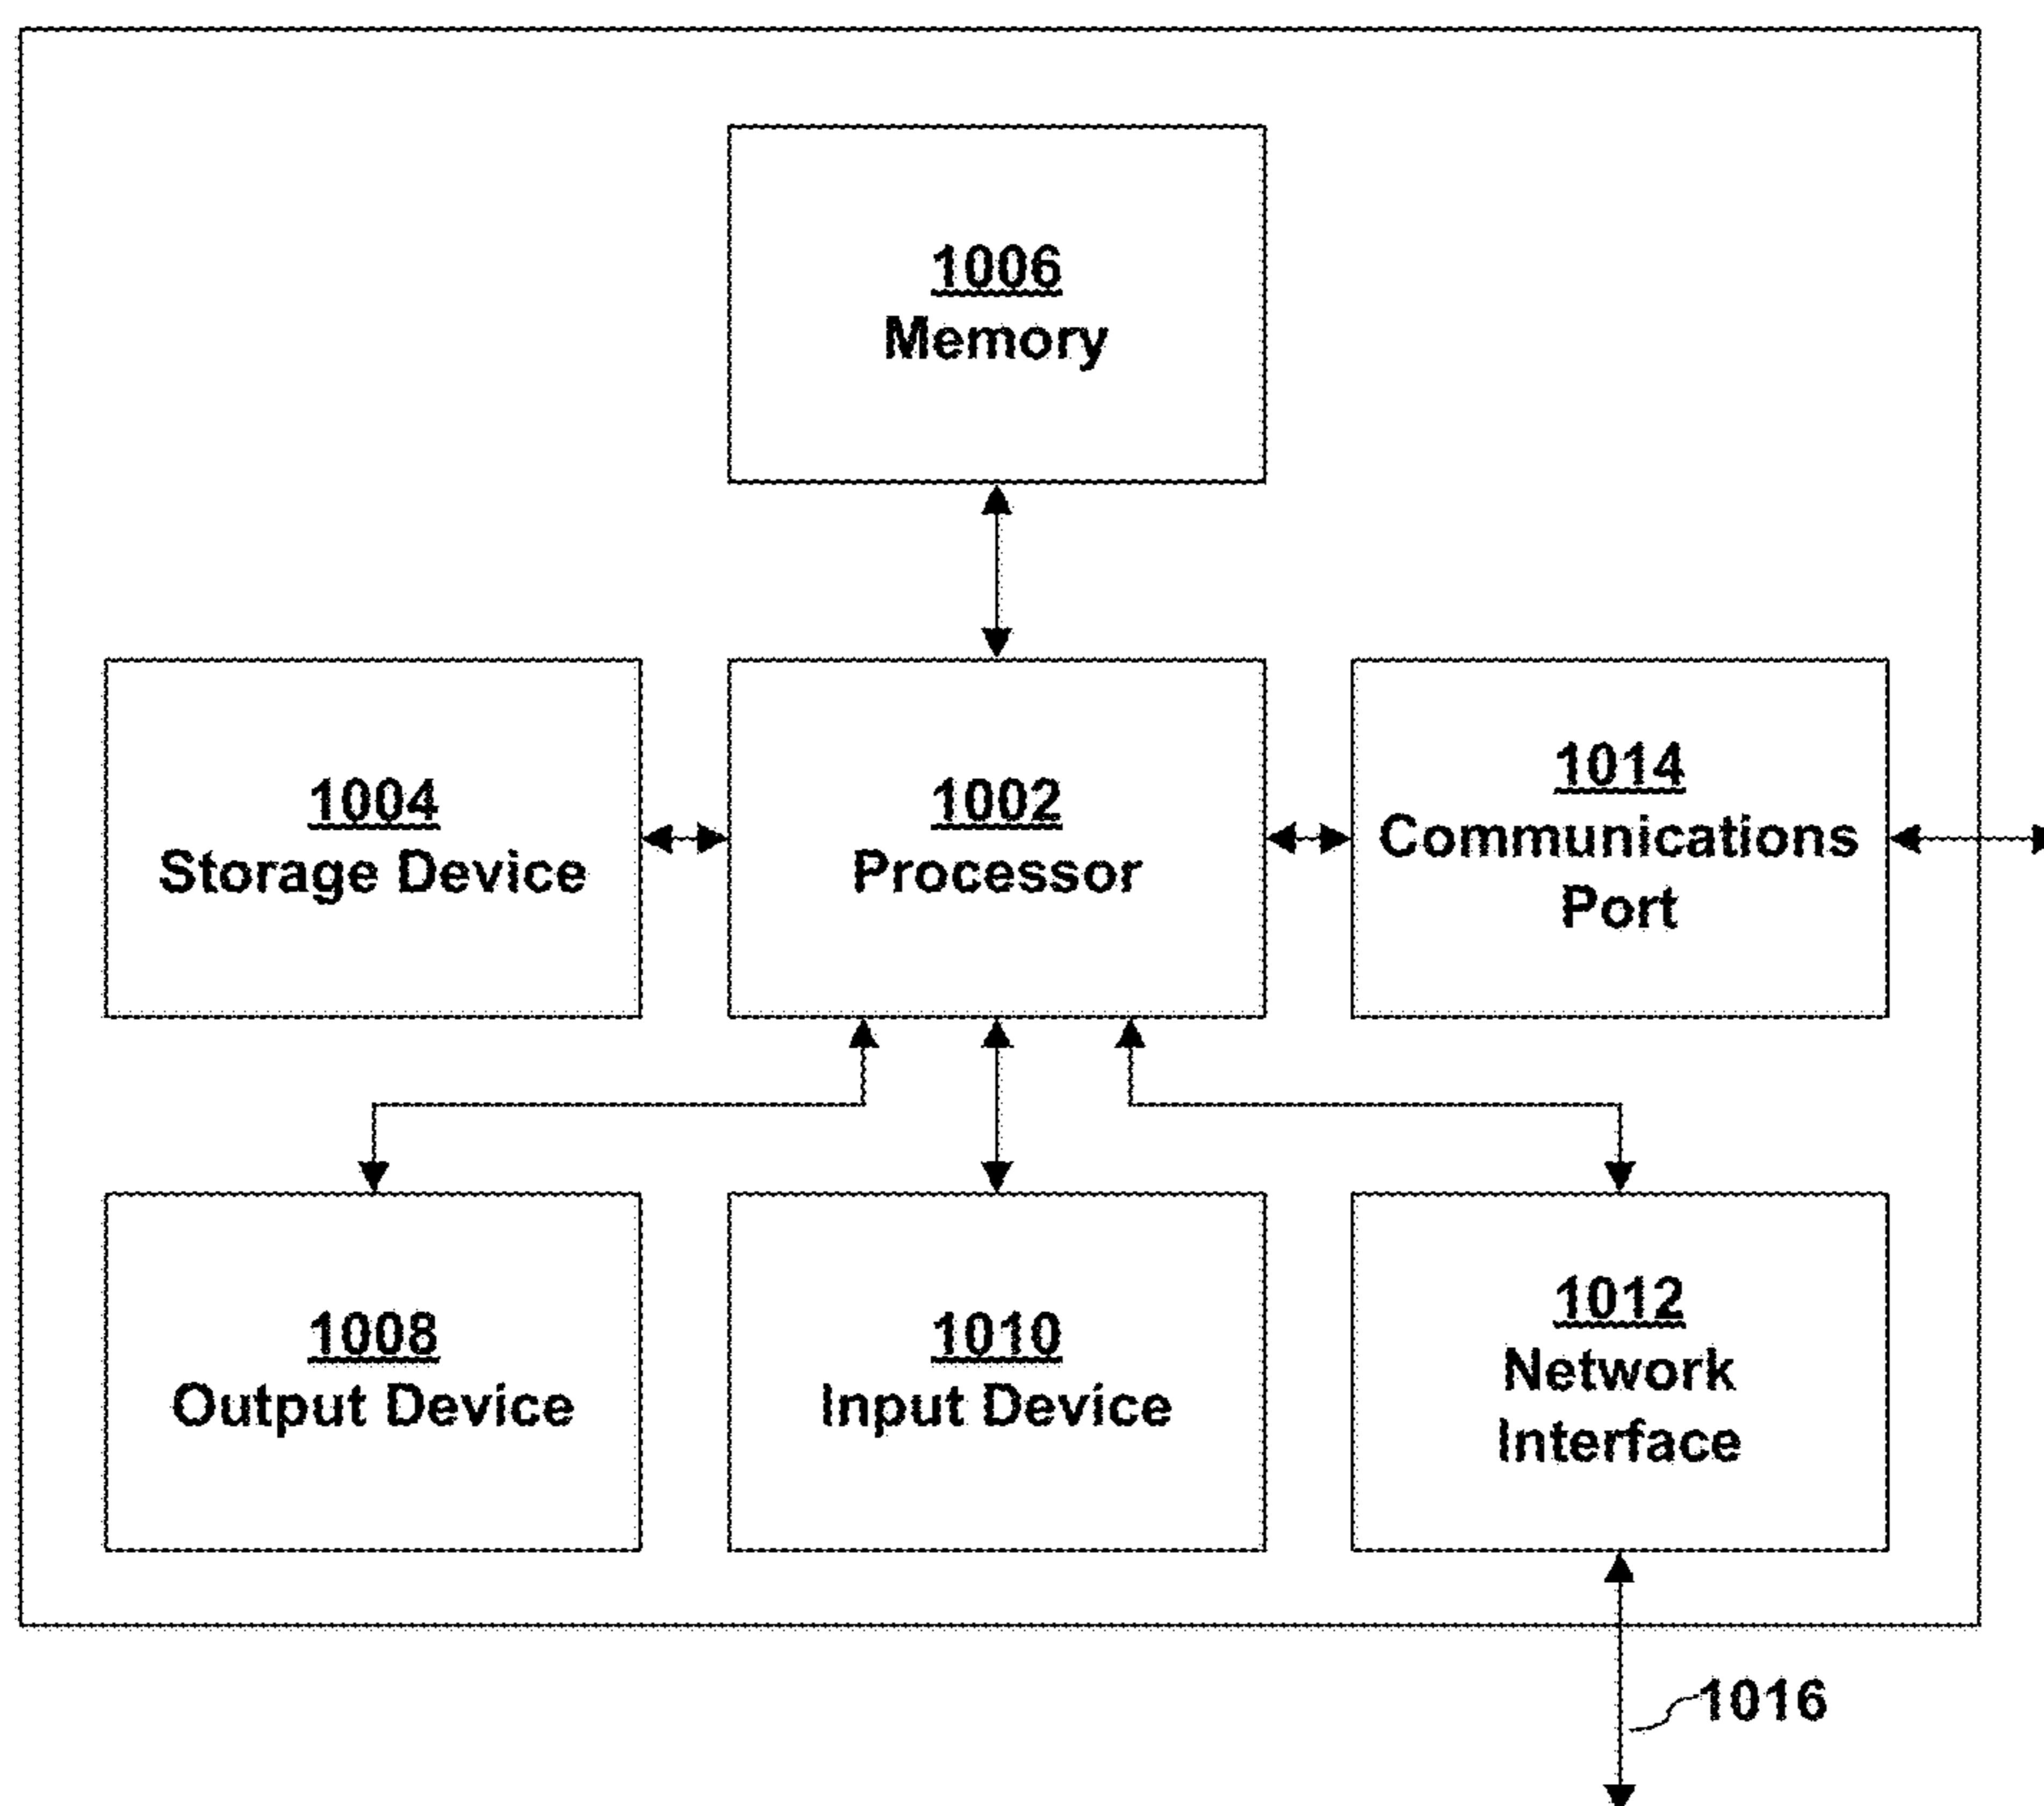 1006
Memory
1004
Storage Device
1002
Processor
1014
Communications
Port
1008
Output Device
1010
Input Device
1012
Network
Interface
1016